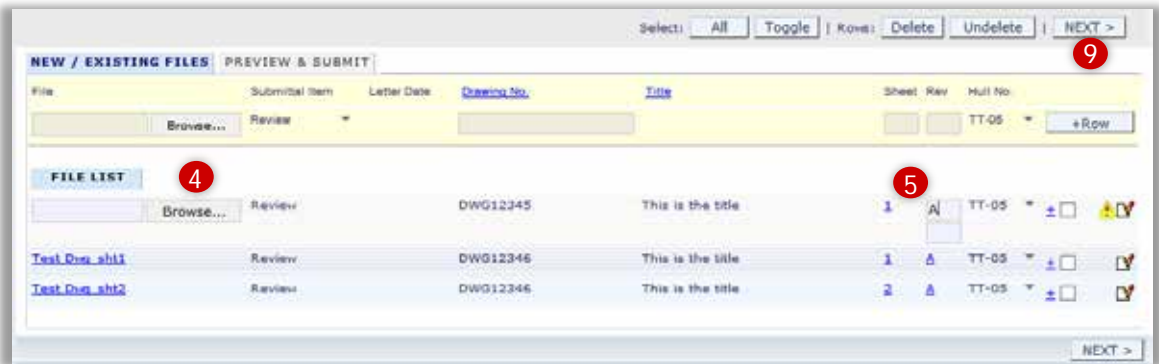 Select: All Toggle | Rows: Delete Undelete | NEXT >
9
NEW / EXISTING FILES PREVIEW & SUBMIT
File Submittal Item Letter Date Drawing No. Title Sheet Rev Hull No
Browse... Review TT-05 +Row
FILE LIST 4 5
Browse... Review DWG12345 This is the title 1 A TT-05 ±
Test Dwg sht1 Review DWG12346 This is the title 1 A TT-05 ±
Test Dwg sht2 Review DWG12346 This is the title 2 A TT-05 ±
NEXT >